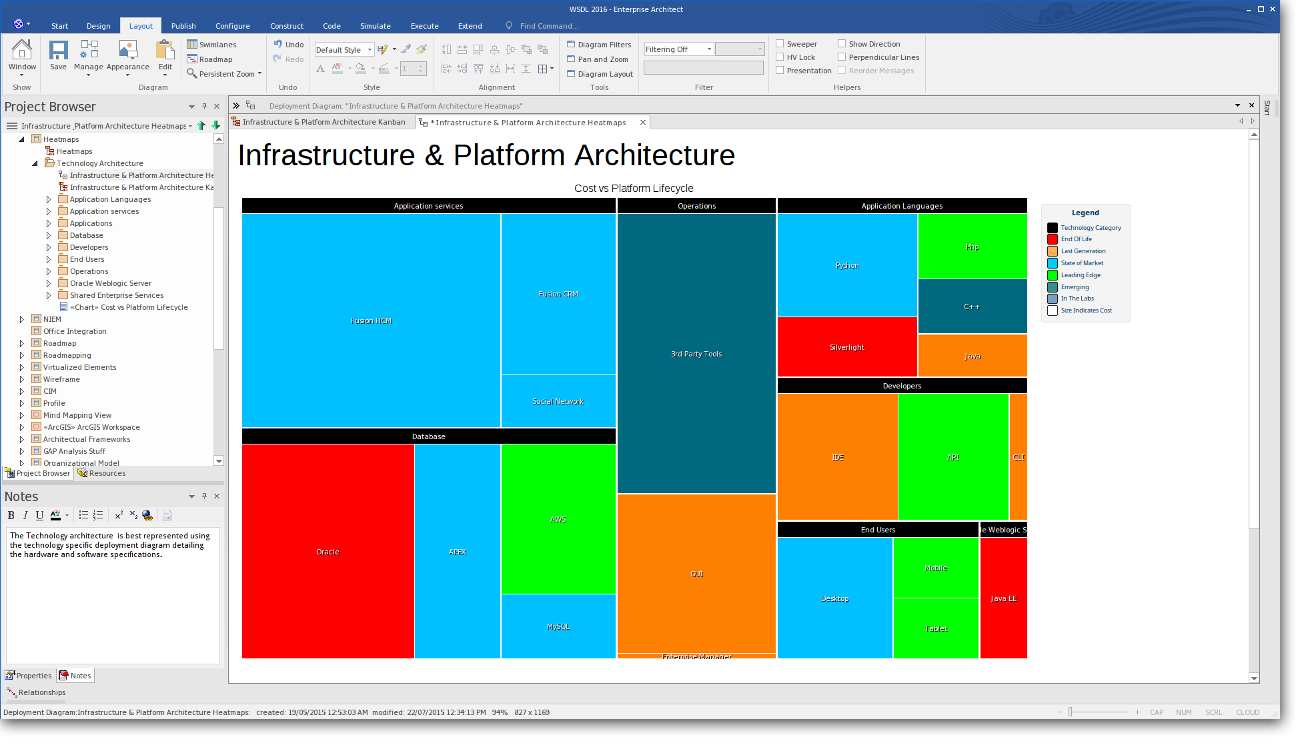 WSDL 2016 - Enterprise Architect
Start Design Layout Publish Configure Construct Code Simulate Execute Extend Find Command...
Window Save Manage Appearance Edit
Swimlanes
Roadmap
Persistent Zoom
Undo
Redo
Default Style
1
Diagram Filters
Pan and Zoom
Diagram Layout
Filtering Off
Sweeper
HV Lock
Presentation
Show Direction
Perpendicular Lines
Reorder Messages
Show Diagram Undo Style Alignment Tools Filter Helpers
Project Browser
Infrastructure _Platform Architecture Heatmaps
Heatmaps
Heatmaps
Technology Architecture
Infrastructure & Platform Architecture He
Infrastructure & Platform Architecture Ka
Application Languages
Application services
Applications
Database
Developers
End Users
Operations
Oracle Weblogic Server
Shared Enterprise Services
«Chart» Cost vs Platform Lifecycle
NIEM
Office Integration
Roadmap
Roadmapping
Virtualized Elements
Wireframe
CIM
Profile
Mind Mapping View
«ArcGIS» ArcGIS Workspace
Architectual Frameworks
GAP Analysis Stuff
Organizational Model
Project Browser Resources
Notes
B I U
The Technology architecture is best represented using
the technology specific deployment diagram detailing
the hardware and software specifications.
Properties Notes
Relationships
Deployment Diagram: "Infrastructure & Platform Architecture Heatmaps"
Infrastructure & Platform Architecture Kanban
*Infrastructure & Platform Architecture Heatmaps
Start
Infrastructure & Platform Architecture
Cost vs Platform Lifecycle
Application services
Fusion HCM
Fusion CRM
Social Network
Database
Oracle
APEX
AWS
MySQL
Operations
3rd Party Tools
GUI
Enterprise Manager
Application Languages
Python
Php
C++
Silverlight
Java
Developers
IDE
API
CLI
End Users
Desktop
Mobile
Tablet
le Weblogic S
Java EE
Legend
Technology Category
End Of Life
Last Generation
State of Market
Leading Edge
Emerging
In The Labs
Size Indicates Cost
Deployment Diagram:Infrastructure & Platform Architecture Heatmaps: created: 19/05/2015 12:53:03 AM modified: 22/07/2015 12:34:13 PM 94% 827 x 1169
CAP NUM SCRL CLOUD